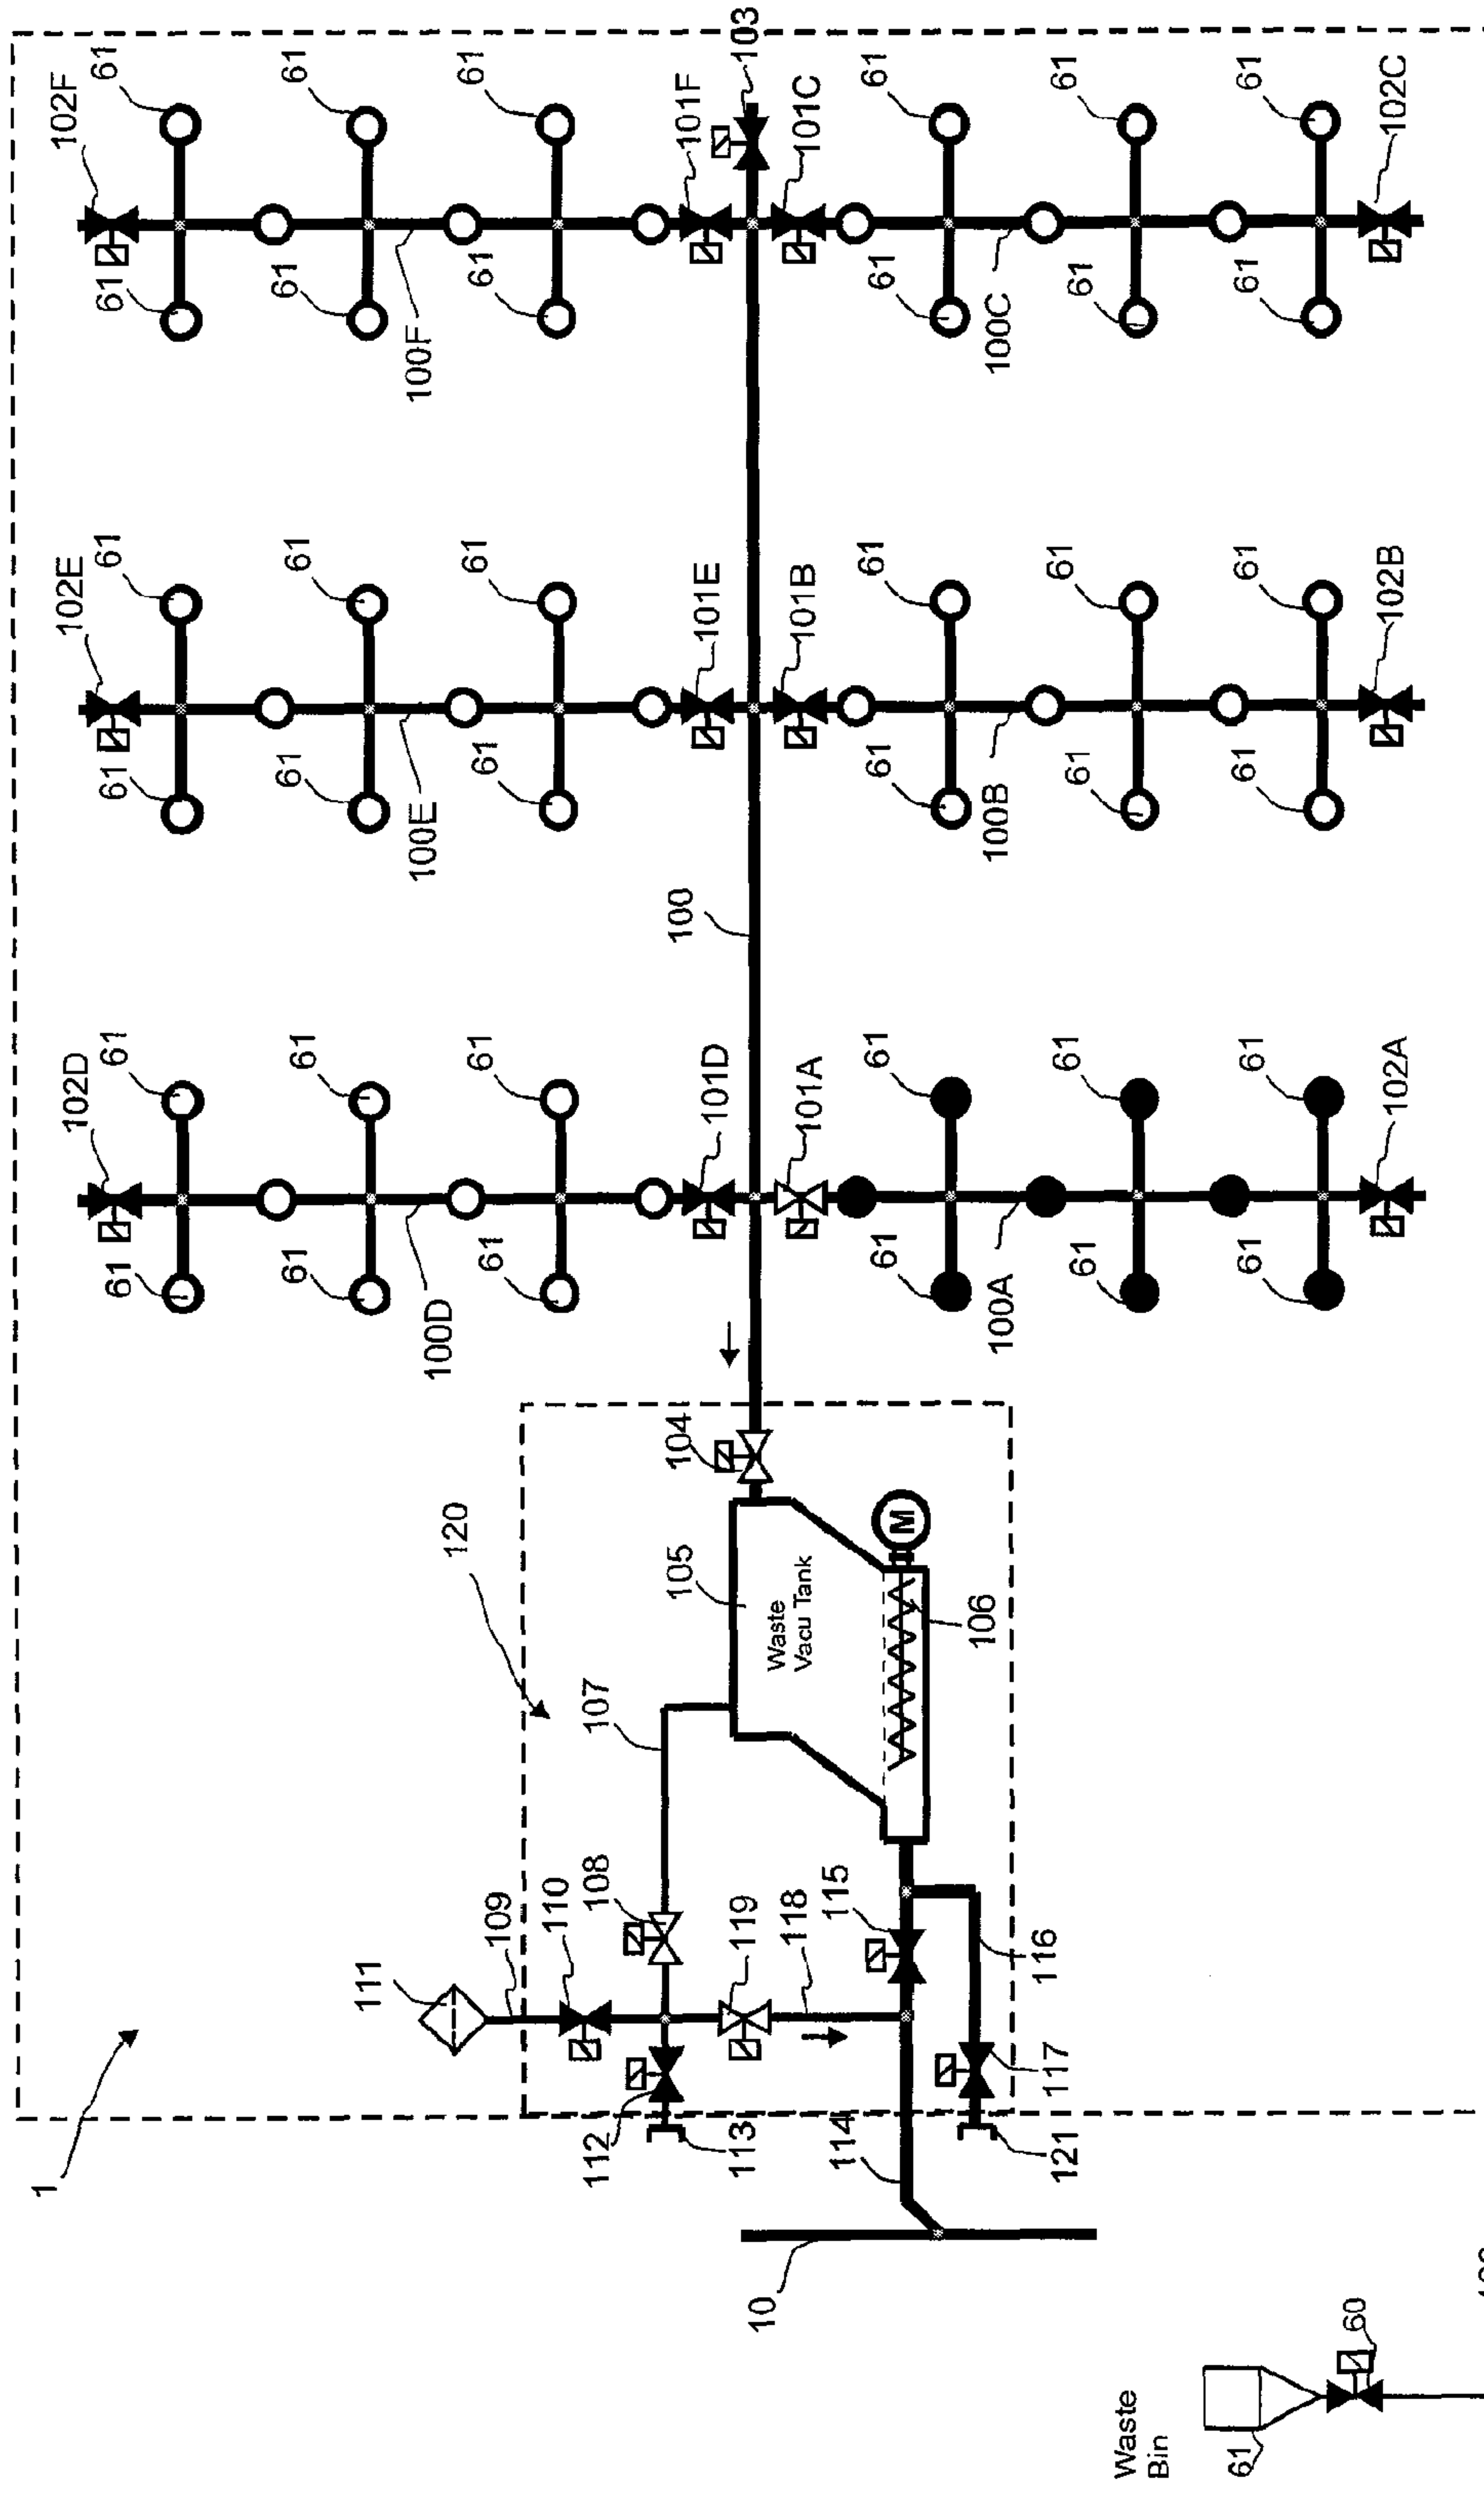 1
102D
102E
102F
61
61
61
61
61
61
61
61
61
61
61
61
111
100D
100E
100F
120
61
61
61
61
61
61
109
110
112
108
107
105
104
100
101D
101E
101F
113
119
103
10
Waste
Vacu Tank
118
101A
101B
101C
114
115
61
61
61
61
61
61
M
106
100A
100B
100C
116
117
121
61
61
61
61
61
61
Waste
Bin
61
61
61
61
61
61
61
60
102A
102B
102C